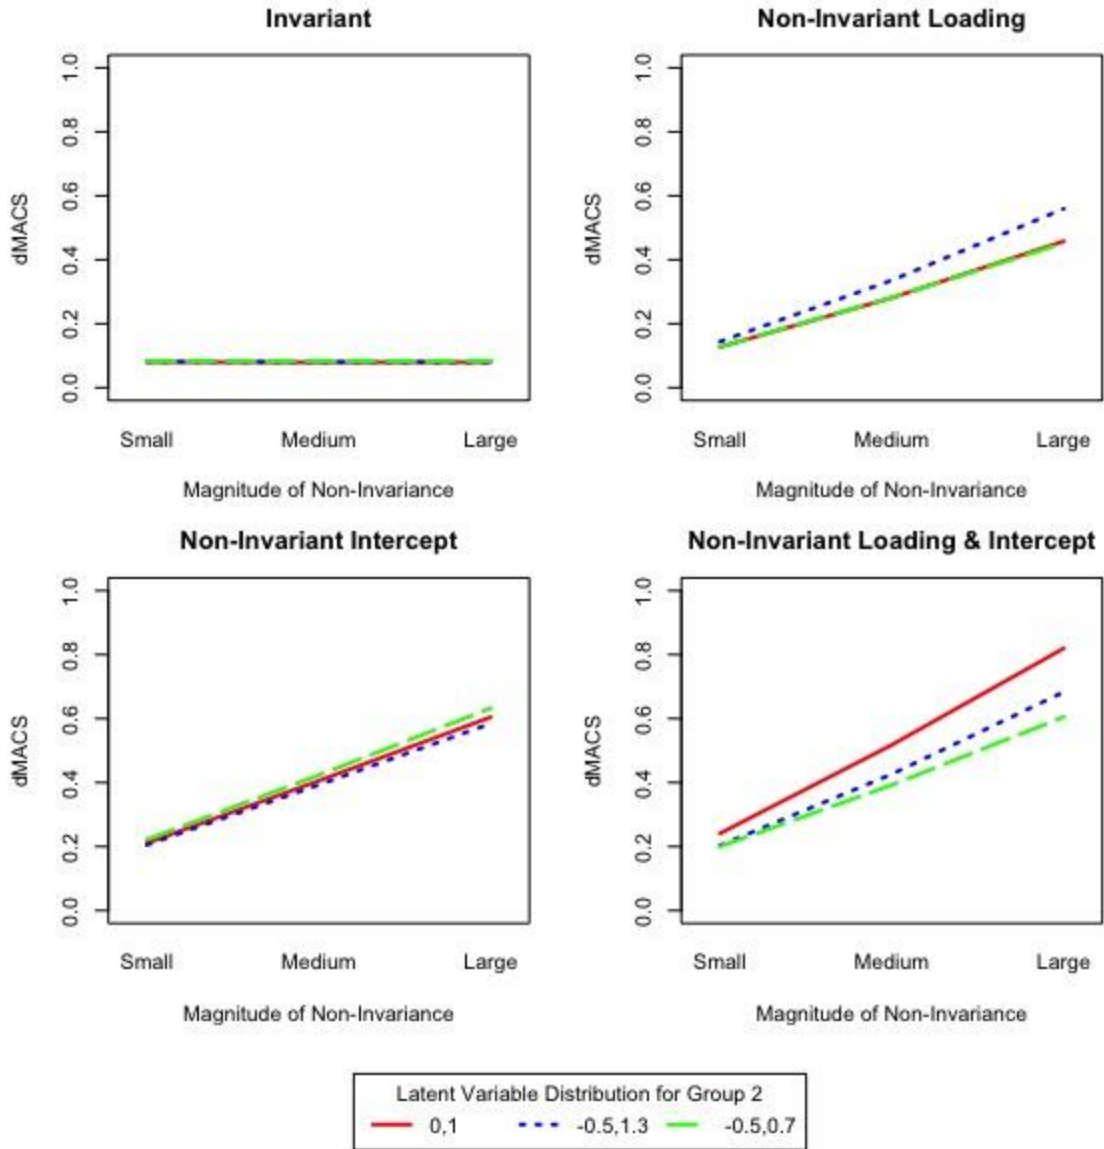 Invariant
dMACS
0.0 0.2 0.4 0.6 0.8 1.0
Small Medium Large
Magnitude of Non-Invariance
Non-Invariant Loading
dMACS
0.0 0.2 0.4 0.6 0.8 1.0
Small Medium Large
Magnitude of Non-Invariance
Non-Invariant Intercept
dMACS
0.0 0.2 0.4 0.6 0.8 1.0
Small Medium Large
Magnitude of Non-Invariance
Non-Invariant Loading & Intercept
dMACS
0.0 0.2 0.4 0.6 0.8 1.0
Small Medium Large
Magnitude of Non-Invariance
Latent Variable Distribution for Group 2
0,1 -0.5,1.3 -0.5,0.7